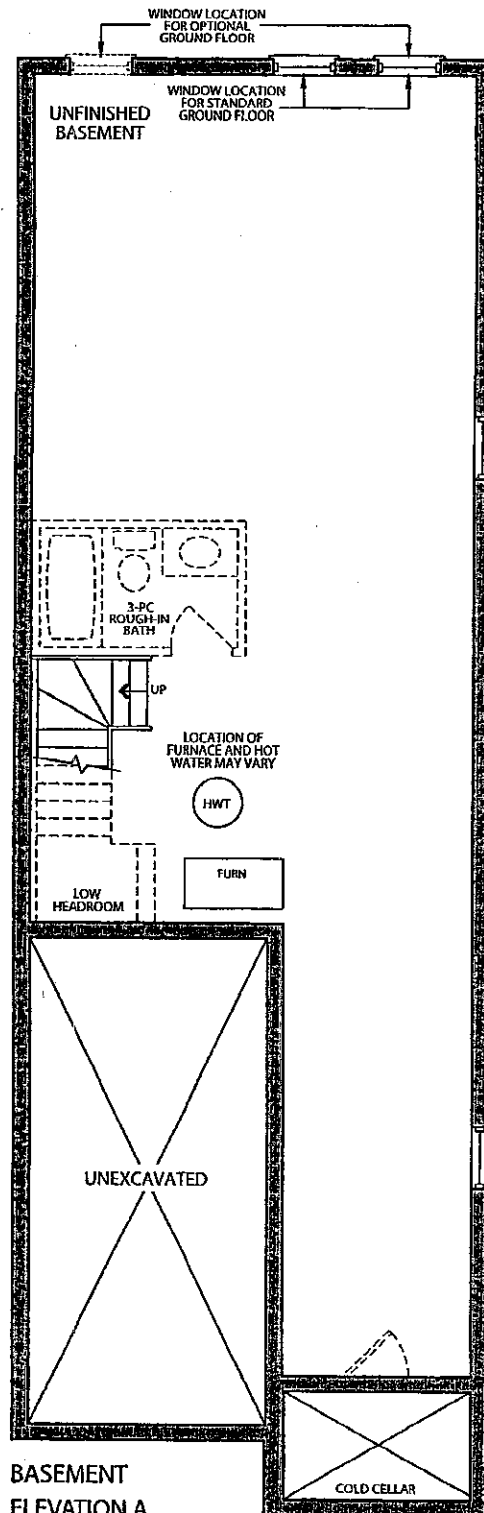 WINDOW LOCATION
FOR OPTIONAL
GROUND FLOOR
WINDOW LOCATION
FOR STANDARD
GROUND FLOOR
UNFINISHED
BASEMENT
3-PC
ROUGH-IN
BATH
UP
LOCATION OF
FURNACE AND HOT
WATER MAY VARY
HWT
FURN
LOW
HEADROOM
UNEXCAVATED
COLD CELLAR
BASEMENT
ELEVATION A